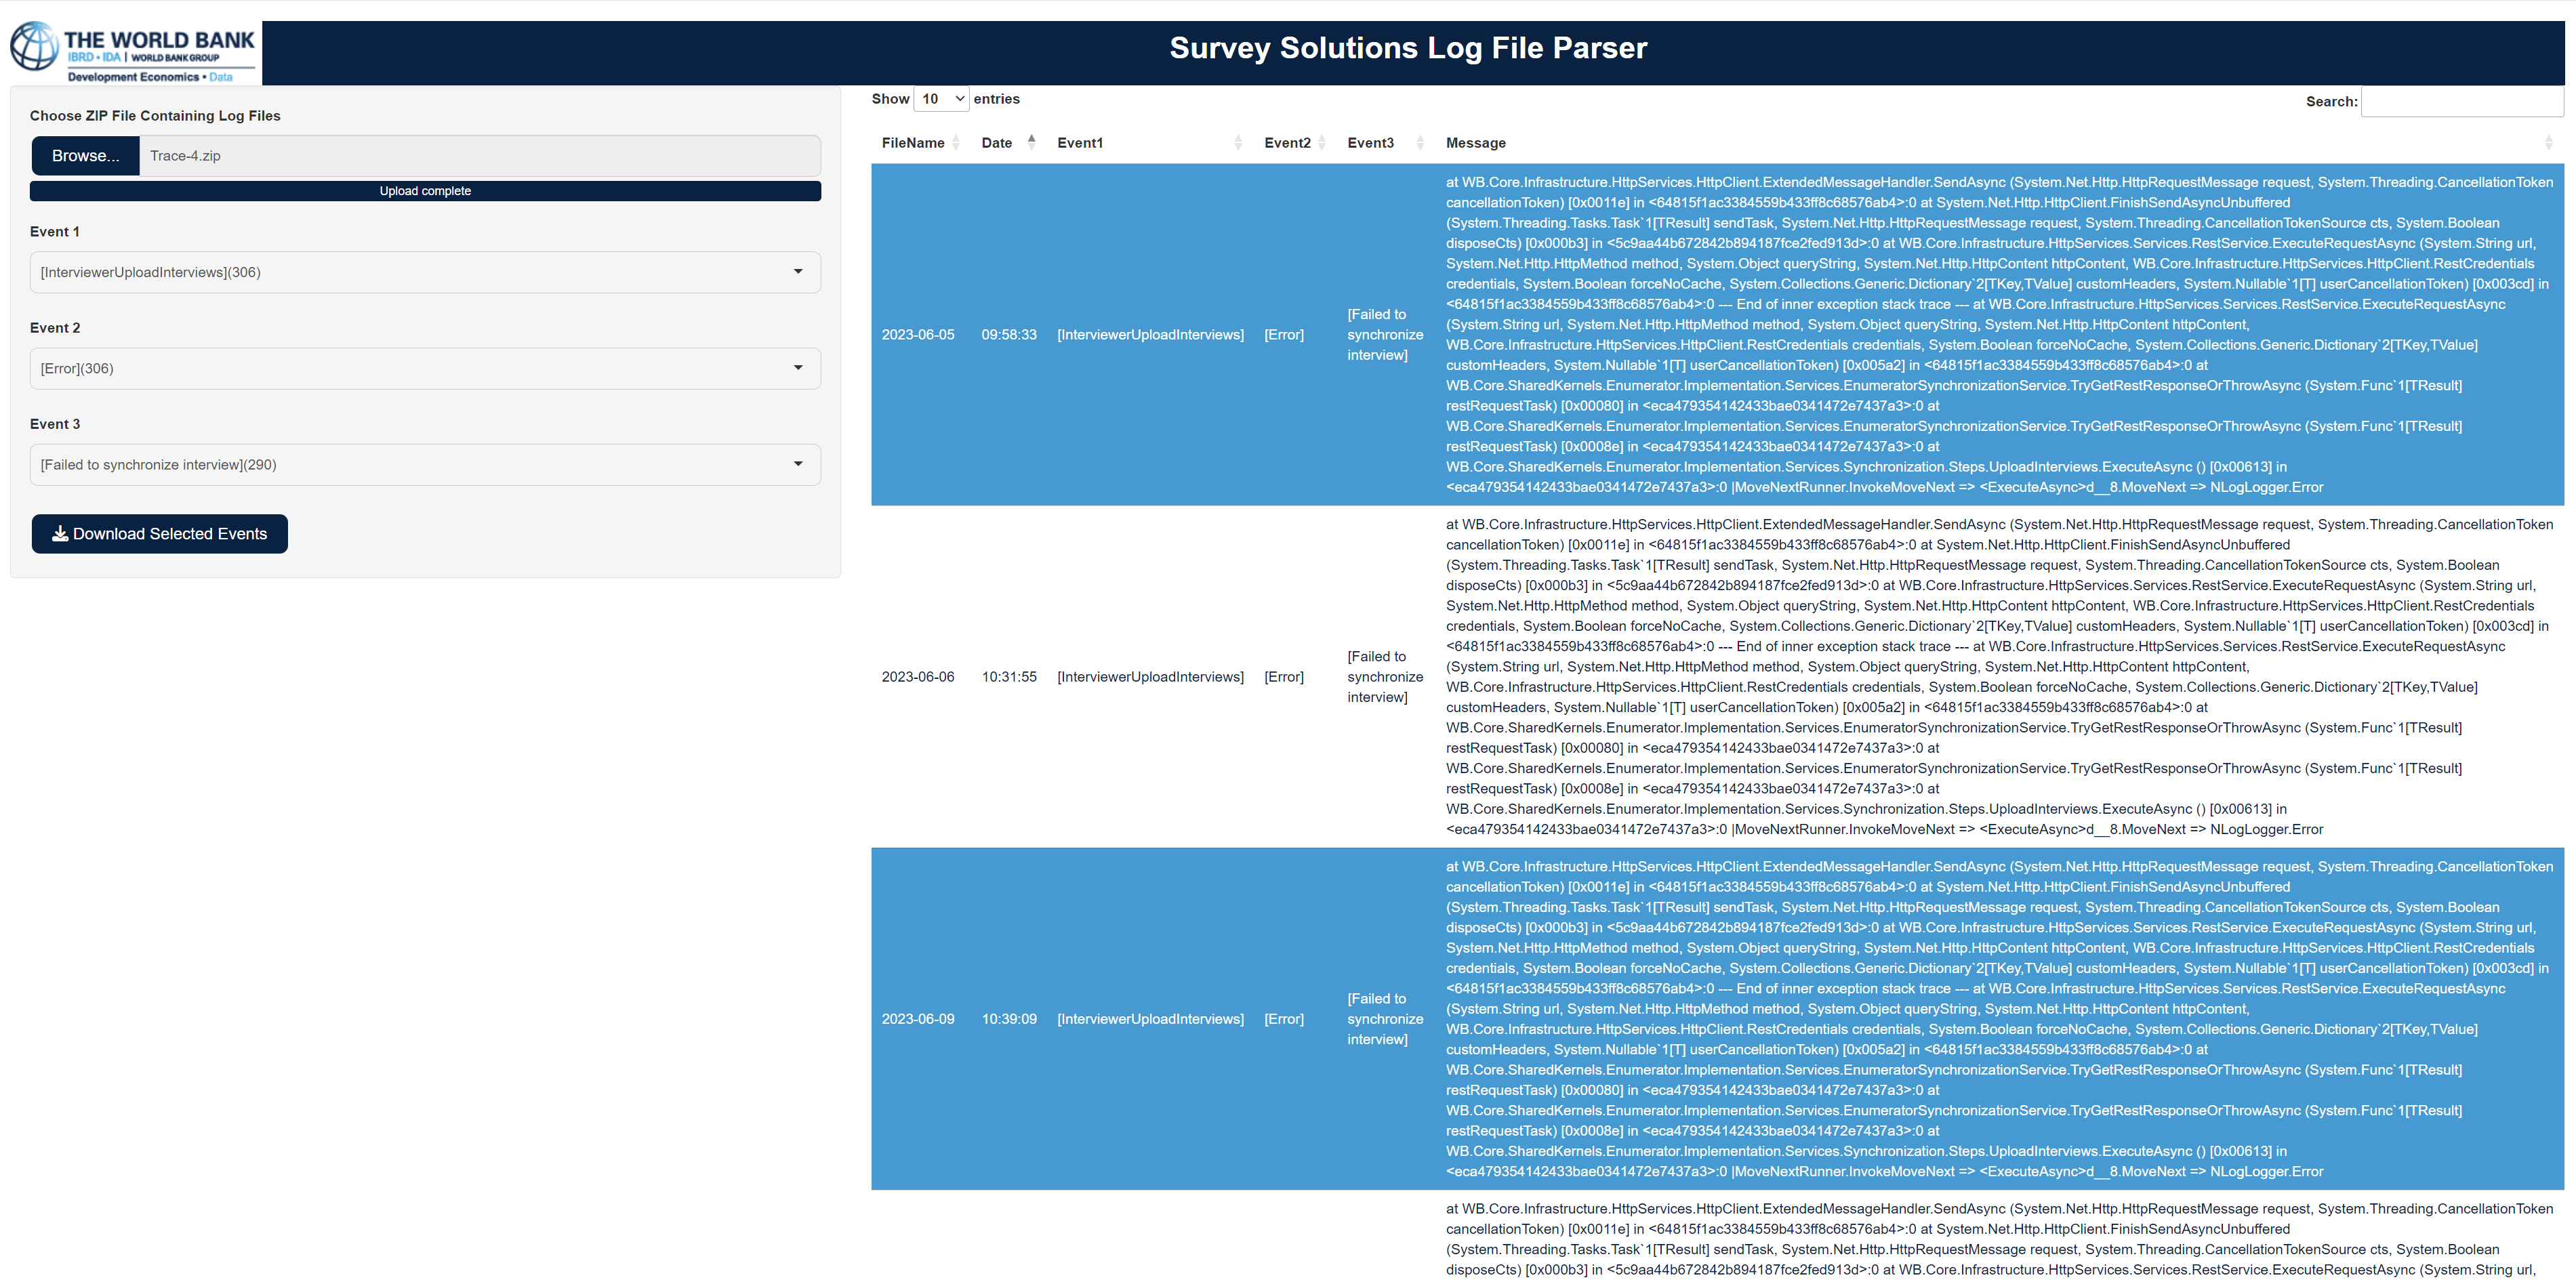 THE WORLD BANK
IBRD • IDA | WORLD BANK GROUP
Development Economics • Data
Survey Solutions Log File Parser
Choose ZIP File Containing Log Files
Browse... Trace-4.zip
Upload complete
Event 1
[InterviewerUploadInterviews](306)
Event 2
[Error](306)
Event 3
[Failed to synchronize interview](290)
Download Selected Events
Show 10 entries
Search:
FileName Date Event1 Event2 Event3 Message
2023-06-05 09:58:33 [InterviewerUploadInterviews] [Error]
[Failed to
synchronize
interview]
at WB.Core.Infrastructure.HttpServices.HttpClient.ExtendedMessageHandler.SendAsync (System.Net.Http.HttpRequestMessage request, System.Threading.CancellationToken
cancellationToken) [0x0011e] in <64815f1ac3384559b433ff8c68576ab4>:0 at System.Net.Http.HttpClient.FinishSendAsyncUnbuffered
(System.Threading.Tasks.Task`1[TResult] sendTask, System.Net.Http.HttpRequestMessage request, System.Threading.CancellationTokenSource cts, System.Boolean
disposeCts) [0x000b3] in <5c9aa44b672842b894187fce2fed913d>:0 at WB.Core.Infrastructure.HttpServices.Services.RestService.ExecuteRequestAsync (System.String url,
System.Net.Http.HttpMethod method, System.Object queryString, System.Net.Http.HttpContent httpContent, WB.Core.Infrastructure.HttpServices.HttpClient.RestCredentials
credentials, System.Boolean forceNoCache, System.Collections.Generic.Dictionary`2[TKey,TValue] customHeaders, System.Nullable`1[T] userCancellationToken) [0x003cd] in
<64815f1ac3384559b433ff8c68576ab4>:0 --- End of inner exception stack trace --- at WB.Core.Infrastructure.HttpServices.Services.RestService.ExecuteRequestAsync
(System.String url, System.Net.Http.HttpMethod method, System.Object queryString, System.Net.Http.HttpContent httpContent,
WB.Core.Infrastructure.HttpServices.HttpClient.RestCredentials credentials, System.Boolean forceNoCache, System.Collections.Generic.Dictionary`2[TKey,TValue]
customHeaders, System.Nullable`1[T] userCancellationToken) [0x005a2] in <64815f1ac3384559b433ff8c68576ab4>:0 at
WB.Core.SharedKernels.Enumerator.Implementation.Services.EnumeratorSynchronizationService.TryGetRestResponseOrThrowAsync (System.Func`1[TResult]
restRequestTask) [0x00080] in <eca479354142433bae0341472e7437a3>:0 at
WB.Core.SharedKernels.Enumerator.Implementation.Services.EnumeratorSynchronizationService.TryGetRestResponseOrThrowAsync (System.Func`1[TResult]
restRequestTask) [0x0008e] in <eca479354142433bae0341472e7437a3>:0 at
WB.Core.SharedKernels.Enumerator.Implementation.Services.Synchronization.Steps.UploadInterviews.ExecuteAsync () [0x00613] in
<eca479354142433bae0341472e7437a3>:0 |MoveNextRunner.InvokeMoveNext => <ExecuteAsync>d__8.MoveNext => NLogLogger.Error
2023-06-06 10:31:55 [InterviewerUploadInterviews] [Error]
[Failed to
synchronize
interview]
at WB.Core.Infrastructure.HttpServices.HttpClient.ExtendedMessageHandler.SendAsync (System.Net.Http.HttpRequestMessage request, System.Threading.CancellationToken
cancellationToken) [0x0011e] in <64815f1ac3384559b433ff8c68576ab4>:0 at System.Net.Http.HttpClient.FinishSendAsyncUnbuffered
(System.Threading.Tasks.Task`1[TResult] sendTask, System.Net.Http.HttpRequestMessage request, System.Threading.CancellationTokenSource cts, System.Boolean
disposeCts) [0x000b3] in <5c9aa44b672842b894187fce2fed913d>:0 at WB.Core.Infrastructure.HttpServices.Services.RestService.ExecuteRequestAsync (System.String url,
System.Net.Http.HttpMethod method, System.Object queryString, System.Net.Http.HttpContent httpContent, WB.Core.Infrastructure.HttpServices.HttpClient.RestCredentials
credentials, System.Boolean forceNoCache, System.Collections.Generic.Dictionary`2[TKey,TValue] customHeaders, System.Nullable`1[T] userCancellationToken) [0x003cd] in
<64815f1ac3384559b433ff8c68576ab4>:0 --- End of inner exception stack trace --- at WB.Core.Infrastructure.HttpServices.Services.RestService.ExecuteRequestAsync
(System.String url, System.Net.Http.HttpMethod method, System.Object queryString, System.Net.Http.HttpContent httpContent,
WB.Core.Infrastructure.HttpServices.HttpClient.RestCredentials credentials, System.Boolean forceNoCache, System.Collections.Generic.Dictionary`2[TKey,TValue]
customHeaders, System.Nullable`1[T] userCancellationToken) [0x005a2] in <64815f1ac3384559b433ff8c68576ab4>:0 at
WB.Core.SharedKernels.Enumerator.Implementation.Services.EnumeratorSynchronizationService.TryGetRestResponseOrThrowAsync (System.Func`1[TResult]
restRequestTask) [0x00080] in <eca479354142433bae0341472e7437a3>:0 at
WB.Core.SharedKernels.Enumerator.Implementation.Services.EnumeratorSynchronizationService.TryGetRestResponseOrThrowAsync (System.Func`1[TResult]
restRequestTask) [0x0008e] in <eca479354142433bae0341472e7437a3>:0 at
WB.Core.SharedKernels.Enumerator.Implementation.Services.Synchronization.Steps.UploadInterviews.ExecuteAsync () [0x00613] in
<eca479354142433bae0341472e7437a3>:0 |MoveNextRunner.InvokeMoveNext => <ExecuteAsync>d__8.MoveNext => NLogLogger.Error
2023-06-09 10:39:09 [InterviewerUploadInterviews] [Error]
[Failed to
synchronize
interview]
at WB.Core.Infrastructure.HttpServices.HttpClient.ExtendedMessageHandler.SendAsync (System.Net.Http.HttpRequestMessage request, System.Threading.CancellationToken
cancellationToken) [0x0011e] in <64815f1ac3384559b433ff8c68576ab4>:0 at System.Net.Http.HttpClient.FinishSendAsyncUnbuffered
(System.Threading.Tasks.Task`1[TResult] sendTask, System.Net.Http.HttpRequestMessage request, System.Threading.CancellationTokenSource cts, System.Boolean
disposeCts) [0x000b3] in <5c9aa44b672842b894187fce2fed913d>:0 at WB.Core.Infrastructure.HttpServices.Services.RestService.ExecuteRequestAsync (System.String url,
System.Net.Http.HttpMethod method, System.Object queryString, System.Net.Http.HttpContent httpContent, WB.Core.Infrastructure.HttpServices.HttpClient.RestCredentials
credentials, System.Boolean forceNoCache, System.Collections.Generic.Dictionary`2[TKey,TValue] customHeaders, System.Nullable`1[T] userCancellationToken) [0x003cd] in
<64815f1ac3384559b433ff8c68576ab4>:0 --- End of inner exception stack trace --- at WB.Core.Infrastructure.HttpServices.Services.RestService.ExecuteRequestAsync
(System.String url, System.Net.Http.HttpMethod method, System.Object queryString, System.Net.Http.HttpContent httpContent,
WB.Core.Infrastructure.HttpServices.HttpClient.RestCredentials credentials, System.Boolean forceNoCache, System.Collections.Generic.Dictionary`2[TKey,TValue]
customHeaders, System.Nullable`1[T] userCancellationToken) [0x005a2] in <64815f1ac3384559b433ff8c68576ab4>:0 at
WB.Core.SharedKernels.Enumerator.Implementation.Services.EnumeratorSynchronizationService.TryGetRestResponseOrThrowAsync (System.Func`1[TResult]
restRequestTask) [0x00080] in <eca479354142433bae0341472e7437a3>:0 at
WB.Core.SharedKernels.Enumerator.Implementation.Services.EnumeratorSynchronizationService.TryGetRestResponseOrThrowAsync (System.Func`1[TResult]
restRequestTask) [0x0008e] in <eca479354142433bae0341472e7437a3>:0 at
WB.Core.SharedKernels.Enumerator.Implementation.Services.Synchronization.Steps.UploadInterviews.ExecuteAsync () [0x00613] in
<eca479354142433bae0341472e7437a3>:0 |MoveNextRunner.InvokeMoveNext => <ExecuteAsync>d__8.MoveNext => NLogLogger.Error
at WB.Core.Infrastructure.HttpServices.HttpClient.ExtendedMessageHandler.SendAsync (System.Net.Http.HttpRequestMessage request, System.Threading.CancellationToken
cancellationToken) [0x0011e] in <64815f1ac3384559b433ff8c68576ab4>:0 at System.Net.Http.HttpClient.FinishSendAsyncUnbuffered
(System.Threading.Tasks.Task`1[TResult] sendTask, System.Net.Http.HttpRequestMessage request, System.Threading.CancellationTokenSource cts, System.Boolean
disposeCts) [0x000b3] in <5c9aa44b672842b894187fce2fed913d>:0 at WB.Core.Infrastructure.HttpServices.Services.RestService.ExecuteRequestAsync (System.String url,